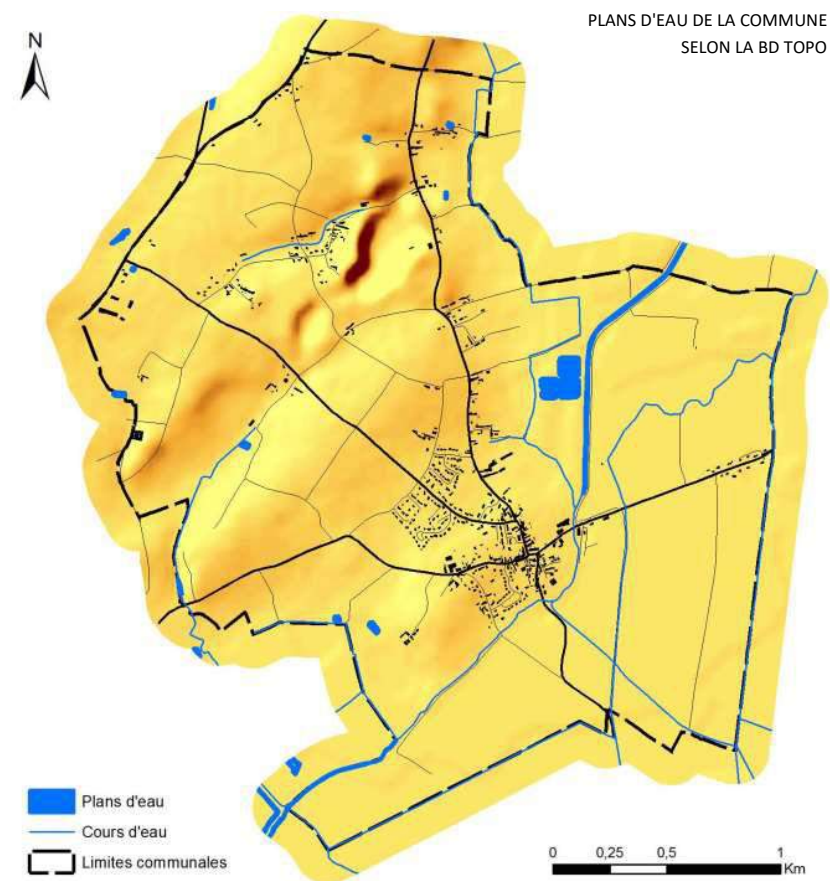 PLANS D'EAU DE LA COMMUNE
SELON LA BD TOPO
N
Plans d'eau
Cours d'eau
Limites communales
0 0,25 0,5 1
Km